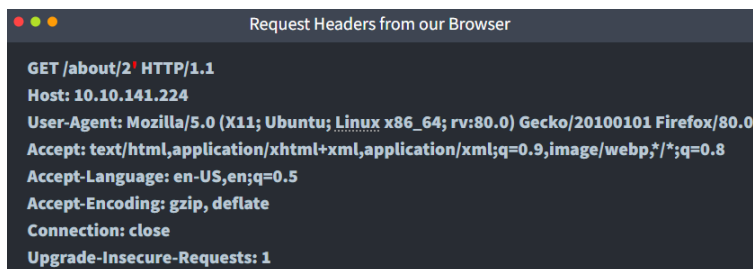 Request Headers from our Browser
GET /about/2' HTTP/1.1
Host: 10.10.141.224
User-Agent: Mozilla/5.0 (X11; Ubuntu; Linux x86_64; rv:80.0) Gecko/20100101 Firefox/80.0
Accept: text/html,application/xhtml+xml,application/xml;q=0.9,image/webp,*/*;q=0.8
Accept-Language: en-US,en;q=0.5
Accept-Encoding: gzip, deflate
Connection: close
Upgrade-Insecure-Requests: 1